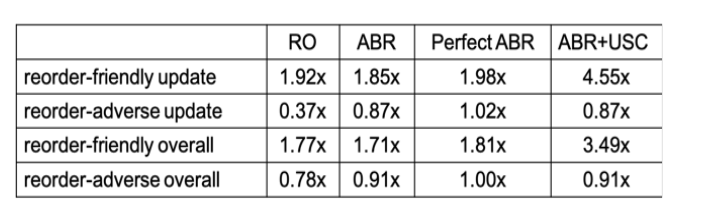 RO ABR Perfect ABR ABR+USC
reorder-friendly update 1.92x 1.85x 1.98x 4.55x
reorder-adverse update 0.37x 0.87x 1.02x 0.87x
reorder-friendly overall 1.77x 1.71x 1.81x 3.49x
reorder-adverse overall 0.78x 0.91x 1.00x 0.91x